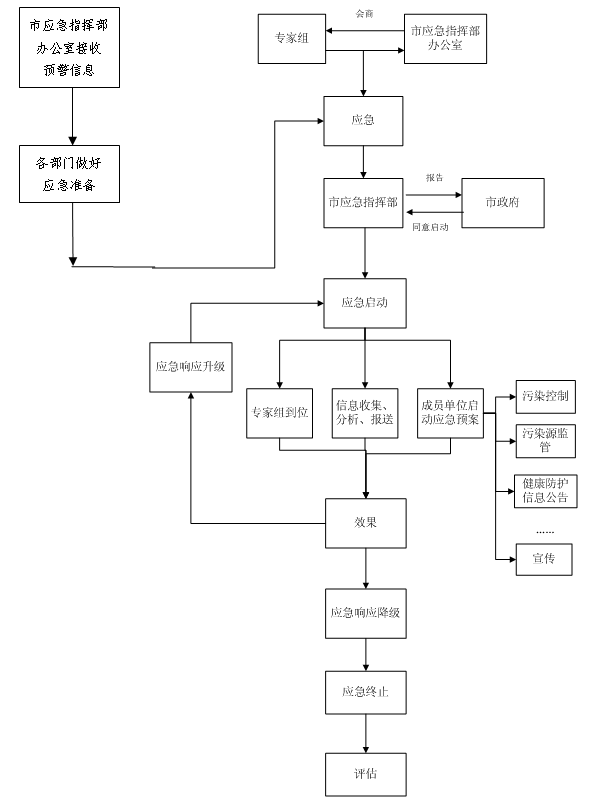 市应急指挥部
办公室接收
预警信息
各部门做好
应急准备
会商
专家组
市应急指挥部
办公室
应急
报告
市应急指挥部
市政府
同意启动
应急启动
应急响应升级
专家组到位
信息收集、
分析、报送
成员单位启
动应急预案
污染控制
污染源监
管
健康防护
信息公告
……
宣传
效果
应急响应降级
应急终止
评估